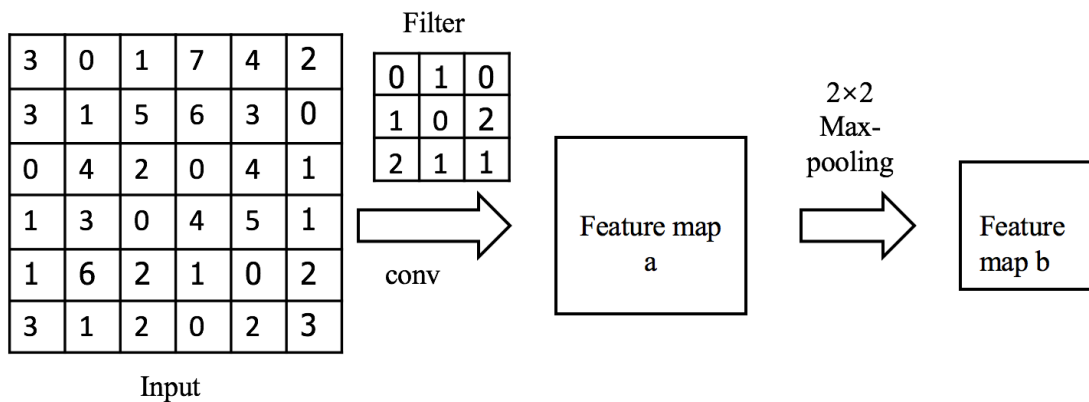 Filter
3 0 1 7 4 2
3 1 5 6 3 0
0 4 2 0 4 1
1 3 0 4 5 1
1 6 2 1 0 2
3 1 2 0 2 3
Input
0 1 0
1 0 2
2 1 1
conv
Feature map
a
2×2
Max-
pooling
Feature
map b